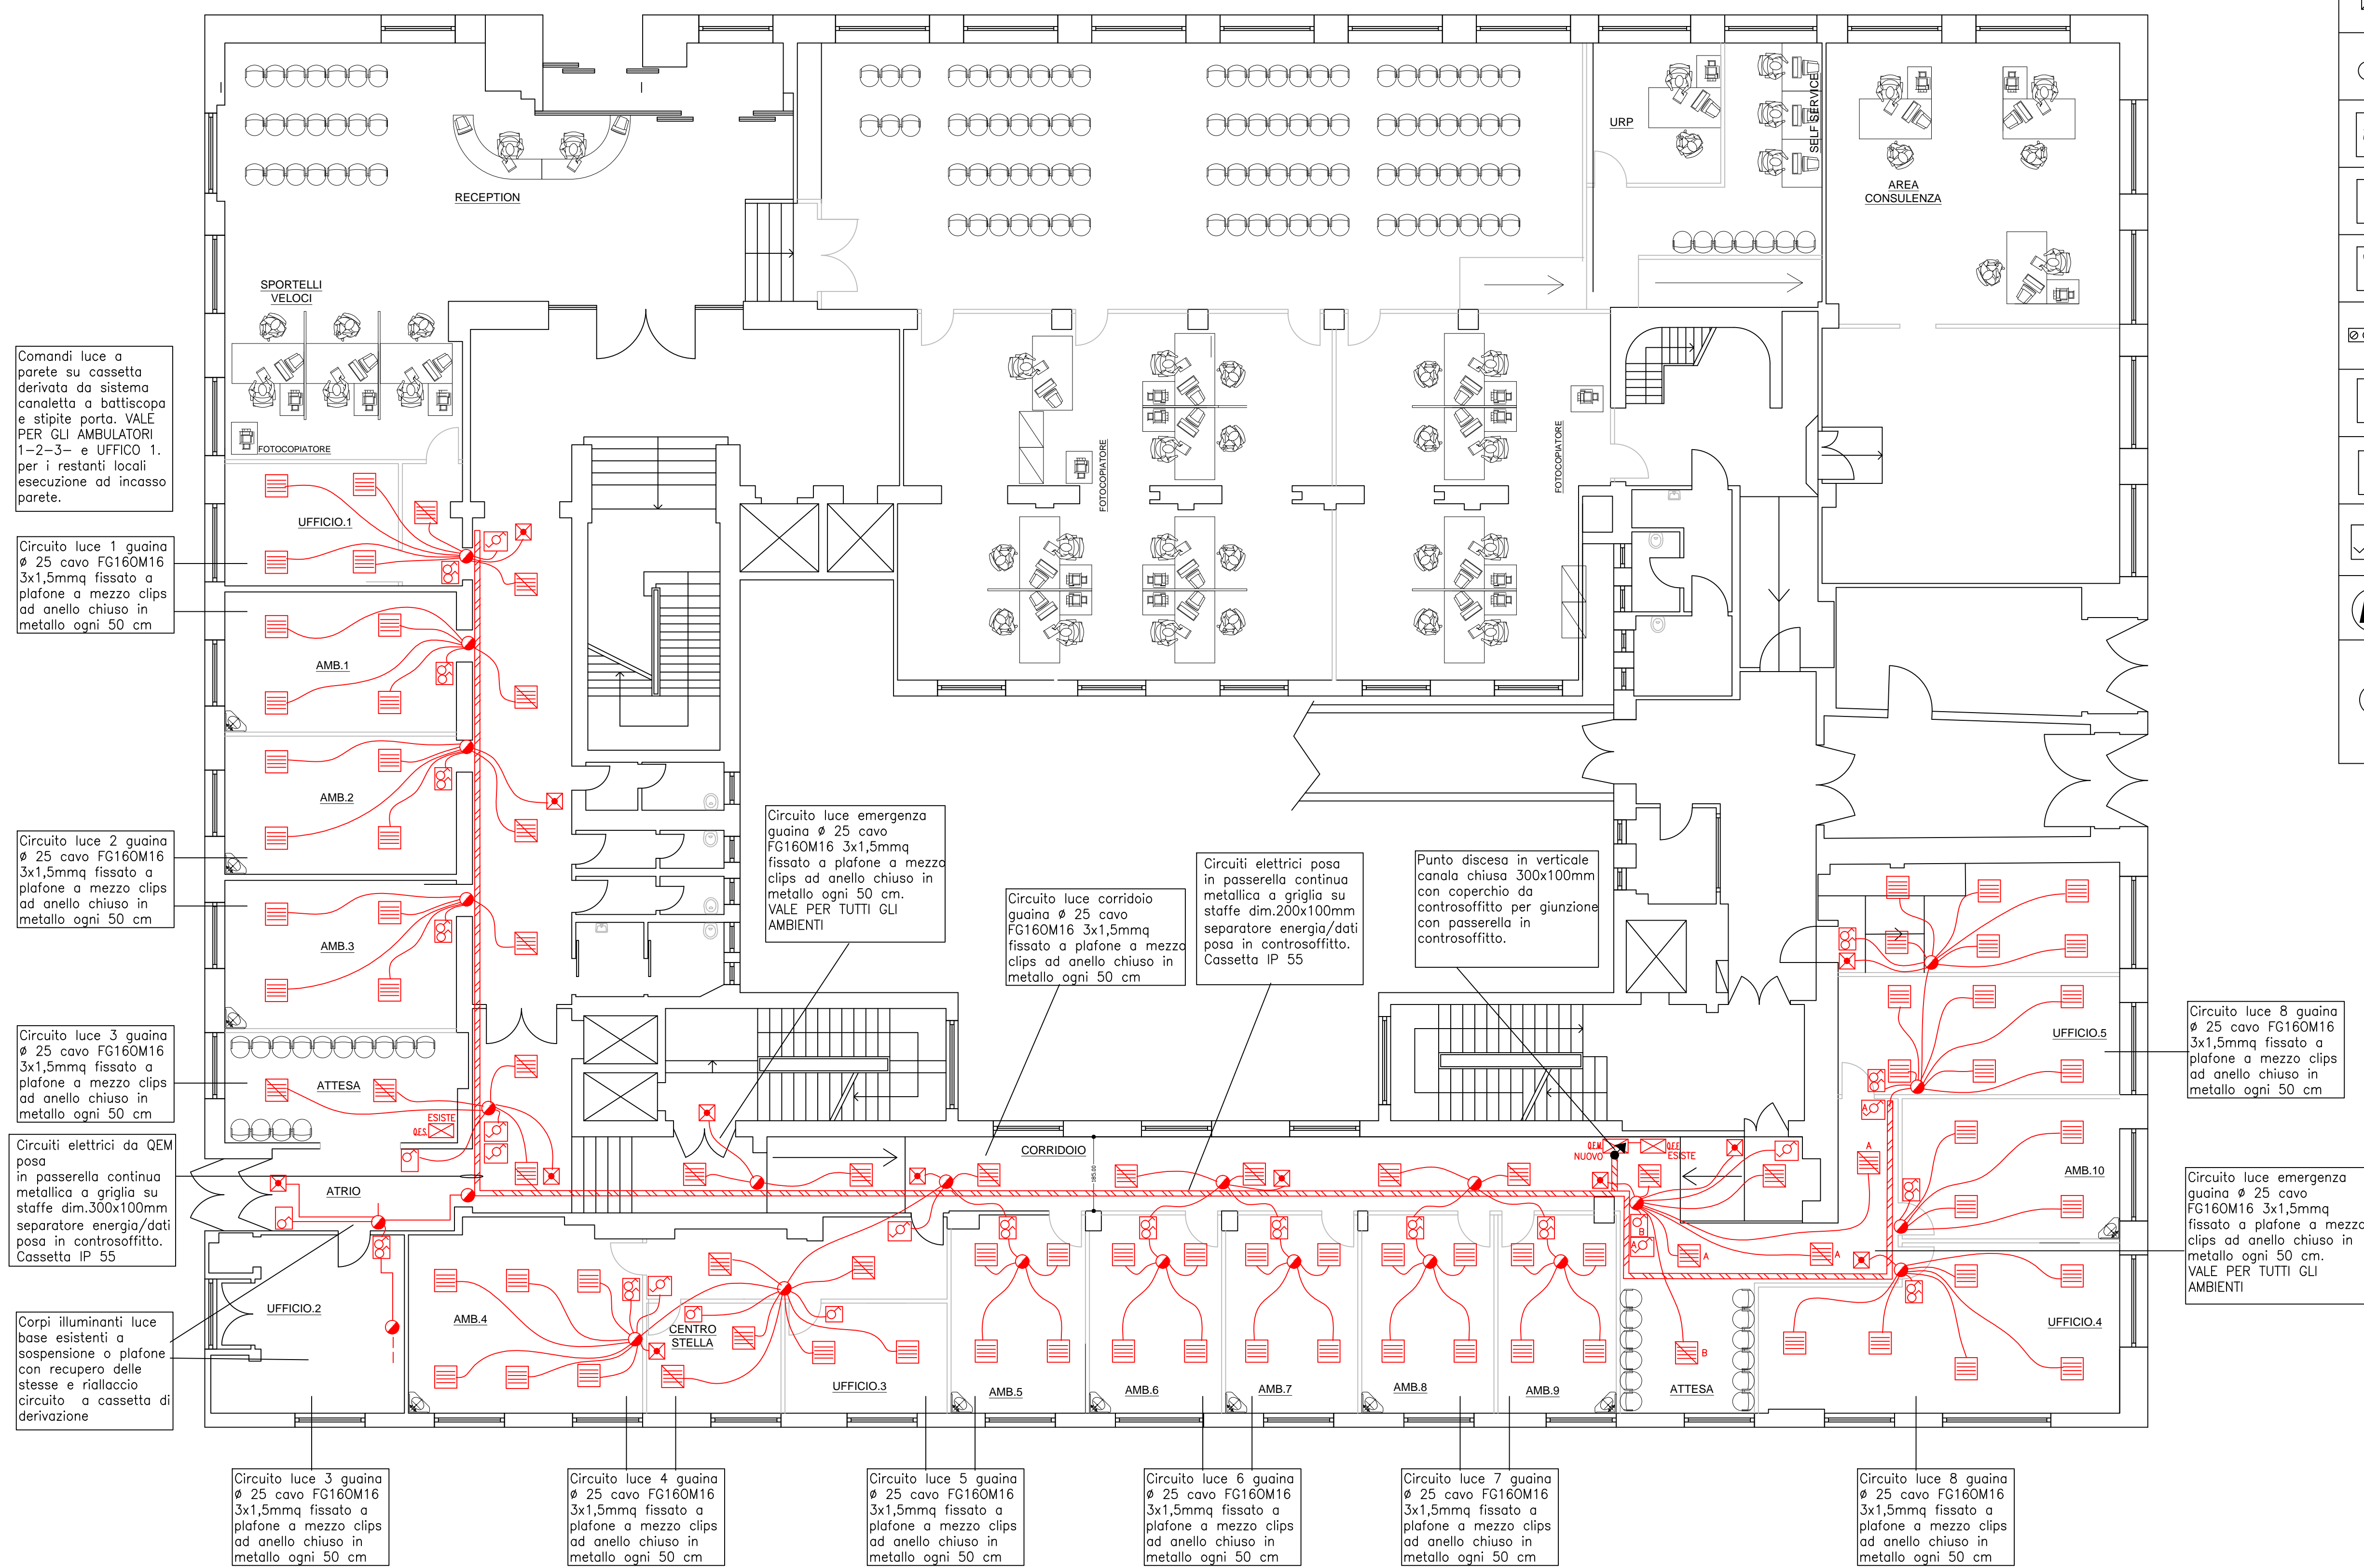 RECEPTION
URP
SELF SERVICE
AREA
CONSULENZA
SPORTELLI
VELOCI
FOTOCOPIATORE
FOTOCOPIATORE
FOTOCOPIATORE
Comandi luce a
parete su cassetta
derivata da sistema
canaletta a battiscopa
e stipite porta. VALE
PER GLI AMBULATORI
1-2-3- e UFFICO 1.
per i restanti locali
esecuzione ad incasso
parete.
UFFICIO.1
Circuito luce 1 guaina
ø 25 cavo FG16OM16
3x1,5mmq fissato a
plafone a mezzo clips
ad anello chiuso in
metallo ogni 50 cm
AMB.1
AMB.2
Circuito luce 2 guaina
ø 25 cavo FG16OM16
3x1,5mmq fissato a
plafone a mezzo clips
ad anello chiuso in
metallo ogni 50 cm
AMB.3
Circuito luce emergenza
guaina ø 25 cavo
FG16OM16 3x1,5mmq
fissato a plafone a mezzo
clips ad anello chiuso in
metallo ogni 50 cm.
VALE PER TUTTI GLI
AMBIENTI
Circuito luce corridoio
guaina ø 25 cavo
FG16OM16 3x1,5mmq
fissato a plafone a mezzo
clips ad anello chiuso in
metallo ogni 50 cm
Circuiti elettrici posa
in passerella continua
metallica a griglia su
staffe dim.200x100mm
separatore energia/dati
posa in controsoffitto.
Cassetta IP 55
Punto discesa in verticale
canala chiusa 300x100mm
con coperchio da
controsoffitto per giunzione
con passerella in
controsoffitto.
Circuito luce 3 guaina
ø 25 cavo FG16OM16
3x1,5mmq fissato a
plafone a mezzo clips
ad anello chiuso in
metallo ogni 50 cm
ATTESA
ESISTE
Q.E.S.
UFFICIO.5
Circuito luce 8 guaina
ø 25 cavo FG16OM16
3x1,5mmq fissato a
plafone a mezzo clips
ad anello chiuso in
metallo ogni 50 cm
Circuiti elettrici da QEM
posa
in passerella continua
metallica a griglia su
staffe dim.300x100mm
separatore energia/dati
posa in controsoffitto.
Cassetta IP 55
ATRIO
CORRIDOIO
185.00
Q.E.M.
NUOVO
Q.E.E.
ESISTE
A
A
AMB.10
Circuito luce emergenza
guaina ø 25 cavo
FG16OM16 3x1,5mmq
fissato a plafone a mezzo
clips ad anello chiuso in
metallo ogni 50 cm.
VALE PER TUTTI GLI
AMBIENTI
B
A
A
A
Corpi illuminanti luce
base esistenti a
sospensione o plafone
con recupero delle
stesse e riallaccio
circuito a cassetta di
derivazione
UFFICIO.2
AMB.4
CENTRO
STELLA
UFFICIO.3
AMB.5
AMB.6
AMB.7
AMB.8
AMB.9
B
ATTESA
UFFICIO.4
Circuito luce 3 guaina
ø 25 cavo FG16OM16
3x1,5mmq fissato a
plafone a mezzo clips
ad anello chiuso in
metallo ogni 50 cm
Circuito luce 4 guaina
ø 25 cavo FG16OM16
3x1,5mmq fissato a
plafone a mezzo clips
ad anello chiuso in
metallo ogni 50 cm
Circuito luce 5 guaina
ø 25 cavo FG16OM16
3x1,5mmq fissato a
plafone a mezzo clips
ad anello chiuso in
metallo ogni 50 cm
Circuito luce 6 guaina
ø 25 cavo FG16OM16
3x1,5mmq fissato a
plafone a mezzo clips
ad anello chiuso in
metallo ogni 50 cm
Circuito luce 7 guaina
ø 25 cavo FG16OM16
3x1,5mmq fissato a
plafone a mezzo clips
ad anello chiuso in
metallo ogni 50 cm
Circuito luce 8 guaina
ø 25 cavo FG16OM16
3x1,5mmq fissato a
plafone a mezzo clips
ad anello chiuso in
metallo ogni 50 cm